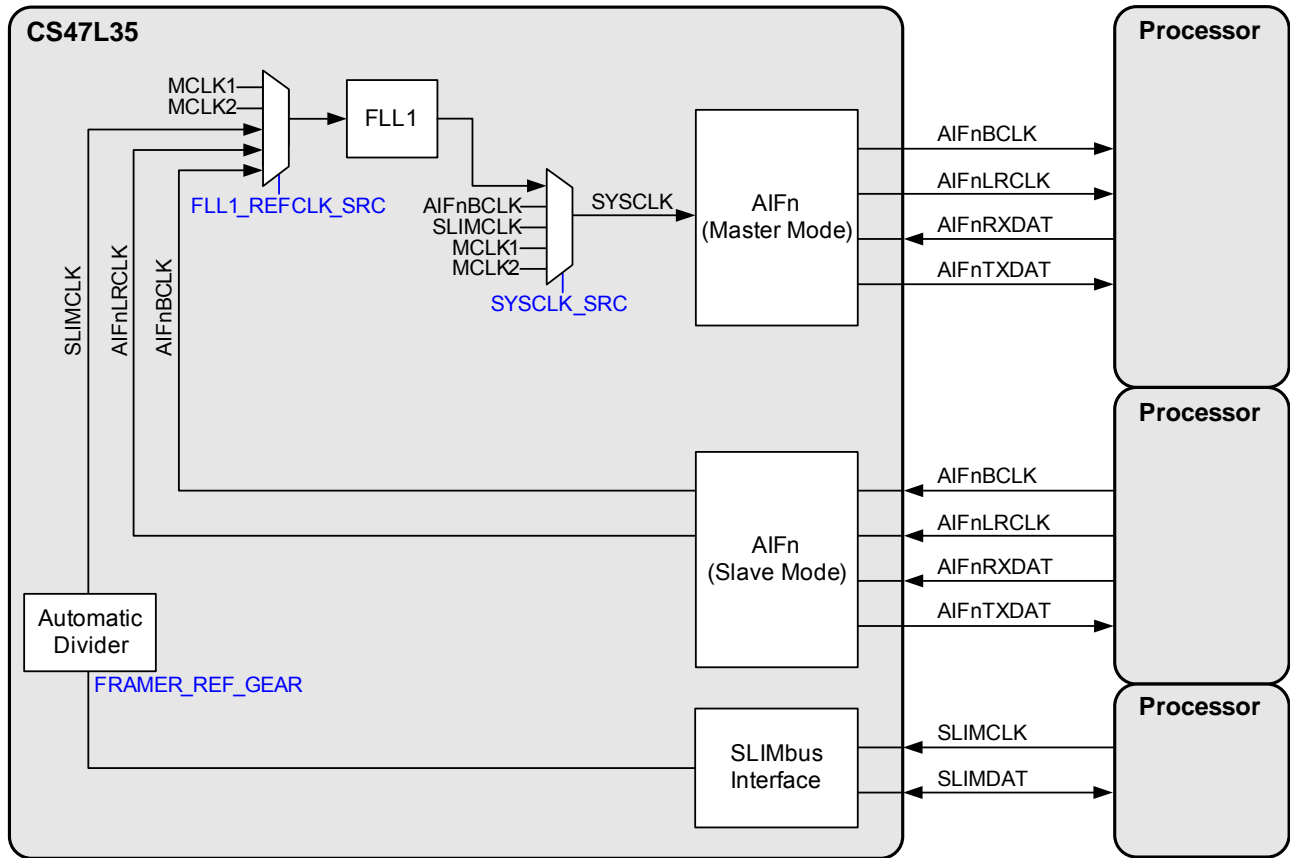 CS47L35
Processor
MCLK1
MCLK2
FLL1
FLL1_REFCLK_SRC
AIFnBCLK
SLIMCLK
MCLK1
MCLK2
SYSCLK_SRC
SYSCLK
AIFn
(Master Mode)
AIFnBCLK
AIFnLRCLK
AIFnRXDAT
AIFnTXDAT
SLIMCLK
AIFnLRCLK
AIFnBCLK
Processor
AIFn
(Slave Mode)
AIFnBCLK
AIFnLRCLK
AIFnRXDAT
AIFnTXDAT
Automatic
Divider
FRAMER_REF_GEAR
Processor
SLIMbus
Interface
SLIMCLK
SLIMDAT